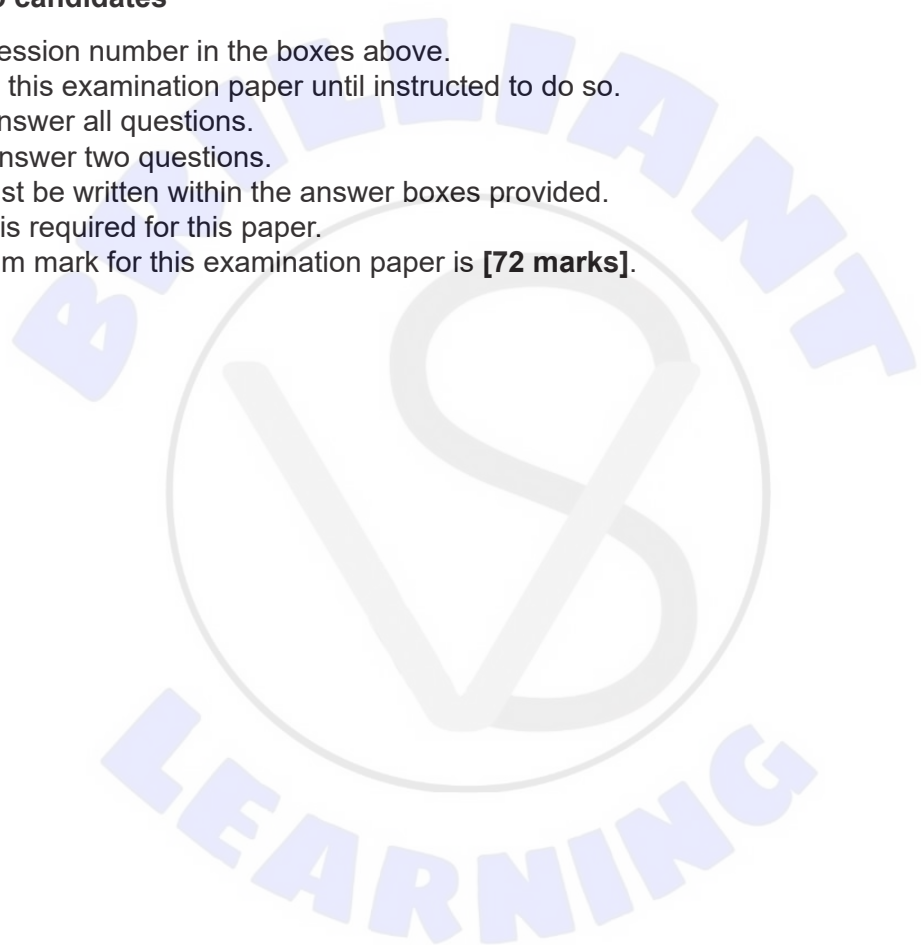 candidates
ession number in the boxes above.
this examination paper until instructed to do so.
nswer all questions.
nswer two questions.
st be written within the answer boxes provided.
is required for this paper.
m mark for this examination paper is [72 marks].
BRILLIANT
VS
LEARNING